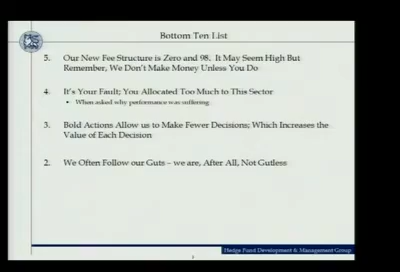 Bottom Ten List
5. Our New Fee Structure is Zero and 98. It May Seem High But
Remember, We Don't Make Money Unless You Do
4. It's Your Fault; You Allocated Too Much to This Sector
• When asked why performance was suffering.
3. Bold Actions Allow us to Make Fewer Decisions; Which Increases the
Value of Each Decision
2. We Often Follow our Guts – we are, After All, Not Gutless
Hedge Fund Development & Management Group